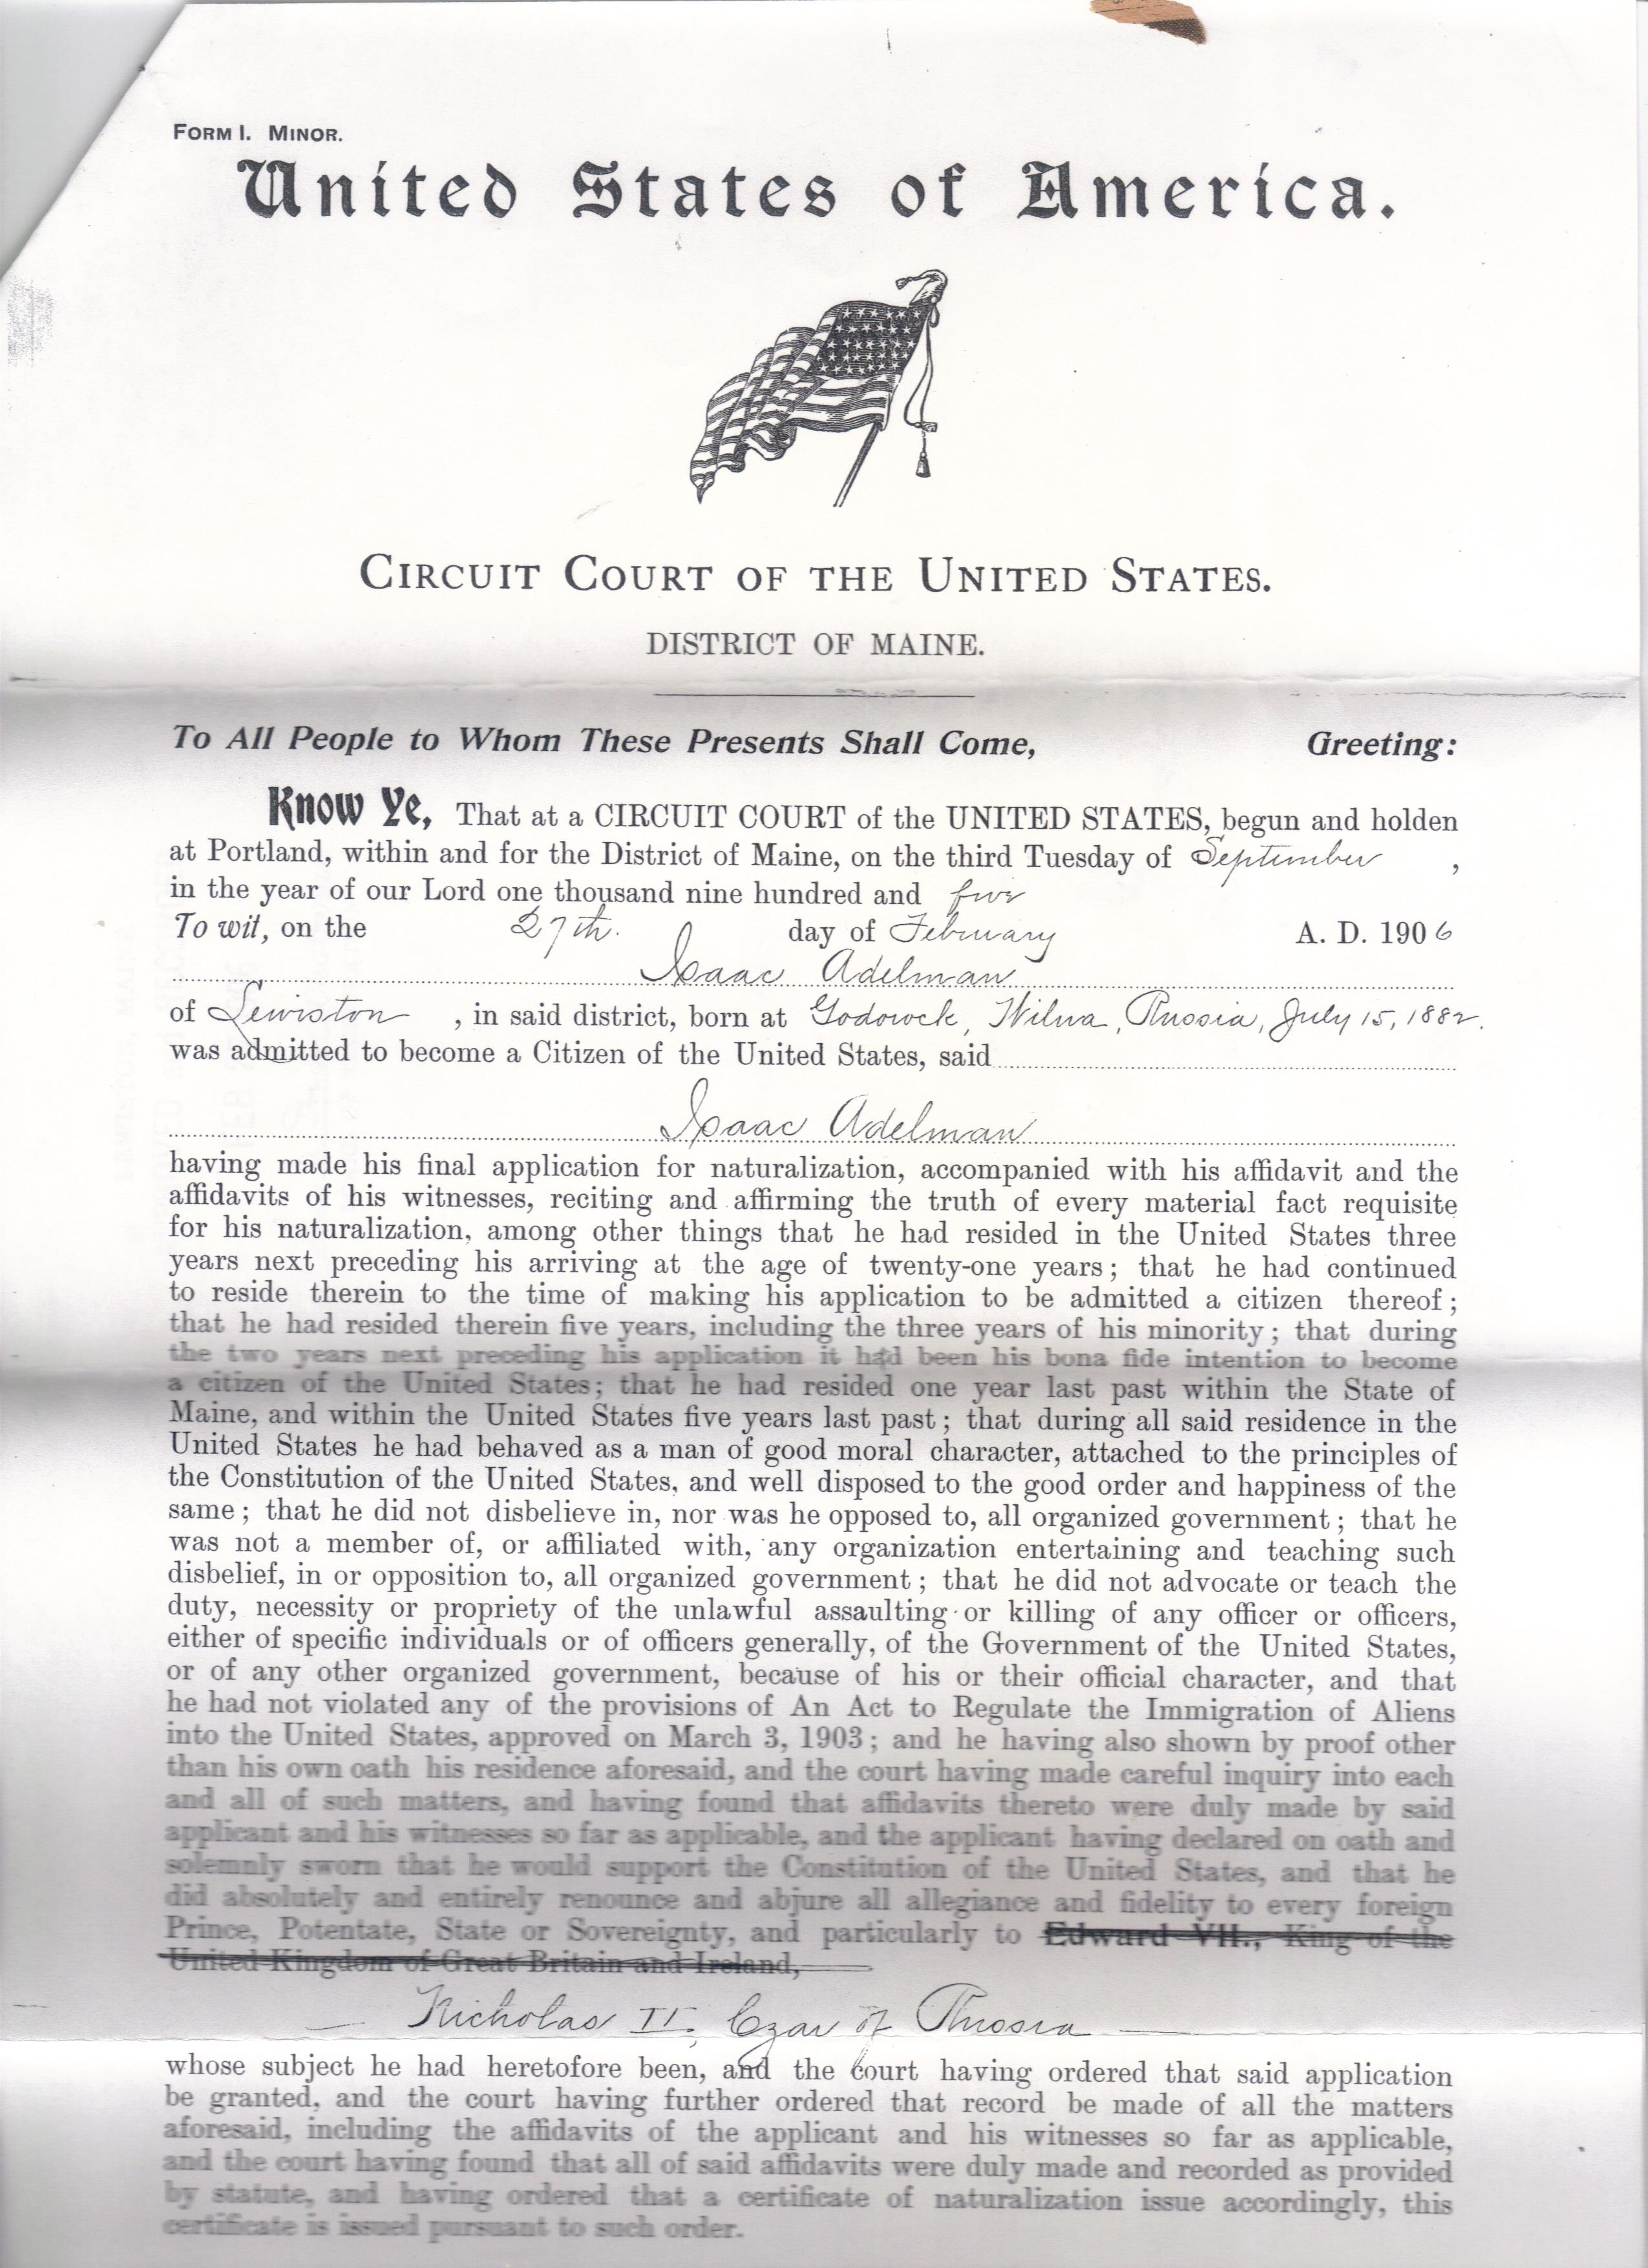 FORM I. MINOR.
United States of America.
CIRCUIT COURT OF THE UNITED STATES.
DISTRICT OF MAINE.
To All People to Whom These Presents Shall Come, Greeting:
Know Ye, That at a CIRCUIT COURT of the UNITED STATES, begun and holden
at Portland, within and for the District of Maine, on the third Tuesday of September ,
in the year of our Lord one thousand nine hundred and five
To wit, on the 27th. day of February A. D. 1906
Isaac Adelman
of Lewiston , in said district, born at Godowck, Wilna, Russia, July 15, 1882.
was admitted to become a Citizen of the United States, said
Isaac Adelman
having made his final application for naturalization, accompanied with his affidavit and the
affidavits of his witnesses, reciting and affirming the truth of every material fact requisite
for his naturalization, among other things that he had resided in the United States three
years next preceding his arriving at the age of twenty-one years; that he had continued
to reside therein to the time of making his application to be admitted a citizen thereof;
that he had resided therein five years, including the three years of his minority; that during
the two years next preceding his application it had been his bona fide intention to become
a citizen of the United States; that he had resided one year last past within the State of
Maine, and within the United States five years last past; that during all said residence in the
United States he had behaved as a man of good moral character, attached to the principles of
the Constitution of the United States, and well disposed to the good order and happiness of the
same; that he did not disbelieve in, nor was he opposed to, all organized government; that he
was not a member of, or affiliated with, any organization entertaining and teaching such
disbelief, in or opposition to, all organized government; that he did not advocate or teach the
duty, necessity or propriety of the unlawful assaulting or killing of any officer or officers,
either of specific individuals or of officers generally, of the Government of the United States,
or of any other organized government, because of his or their official character, and that
he had not violated any of the provisions of An Act to Regulate the Immigration of Aliens
into the United States, approved on March 3, 1903; and he having also shown by proof other
than his own oath his residence aforesaid, and the court having made careful inquiry into each
and all of such matters, and having found that affidavits thereto were duly made by said
applicant and his witnesses so far as applicable, and the applicant having declared on oath and
solemnly sworn that he would support the Constitution of the United States, and that he
did absolutely and entirely renounce and abjure all allegiance and fidelity to every foreign
Prince, Potentate, State or Sovereignty, and particularly to Edward VII., King of the
United Kingdom of Great Britain and Ireland,
Nicholas II. Czar of Russia
whose subject he had heretofore been, and the court having ordered that said application
be granted, and the court having further ordered that record be made of all the matters
aforesaid, including the affidavits of the applicant and his witnesses so far as applicable,
and the court having found that all of said affidavits were duly made and recorded as provided
by statute, and having ordered that a certificate of naturalization issue accordingly, this
certificate is issued pursuant to such order.